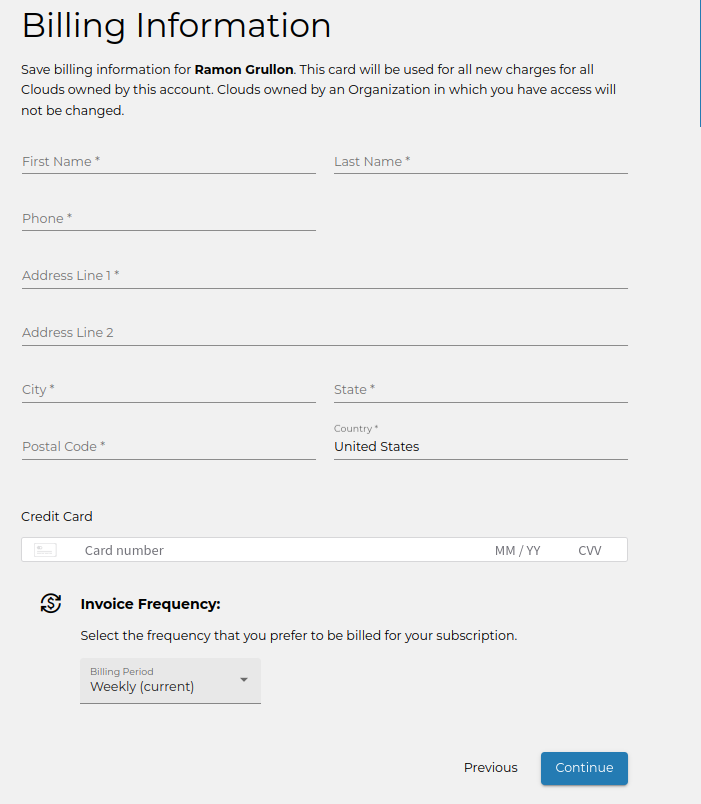 Billing Information
Save billing information for Ramon Grullon. This card will be used for all new charges for all
Clouds owned by this account. Clouds owned by an Organization in which you have access will
not be changed.
First Name *
Last Name *
Phone *
Address Line 1 *
Address Line 2
City *
State *
Postal Code *
Country *
United States
Credit Card
Card number
MM / YY
CVV
Invoice Frequency:
Select the frequency that you prefer to be billed for your subscription.
Billing Period
Weekly (current)
Previous
Continue